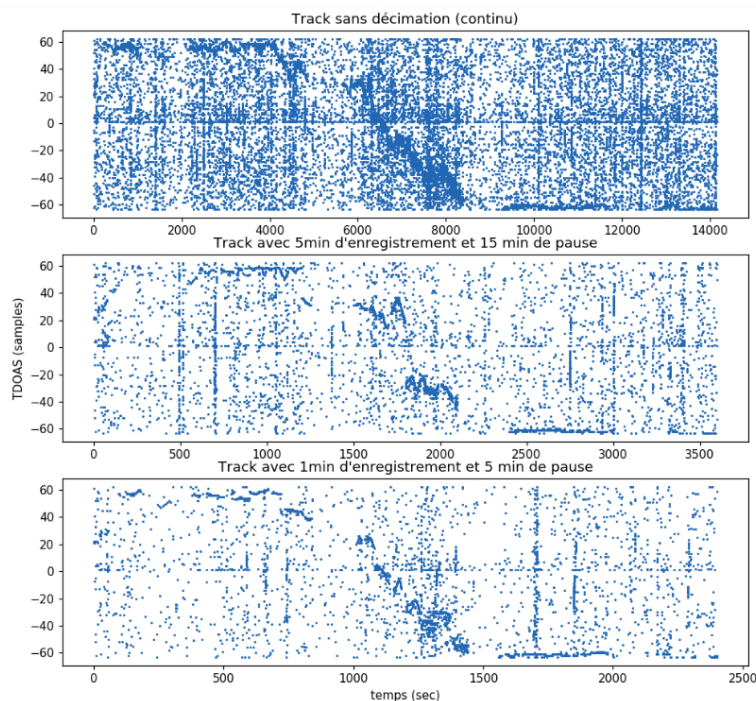 Track sans décimation (continu)
60
40
20
0
−20
−40
−60
0 2000 4000 6000 8000 10000 12000 14000
Track avec 5min d'enregistrement et 15 min de pause
60
40
20
0
−20
−40
−60
TDOAS (samples)
0 500 1000 1500 2000 2500 3000 3500
Track avec 1min d'enregistrement et 5 min de pause
60
40
20
0
−20
−40
−60
0 500 1000 1500 2000 2500
temps (sec)